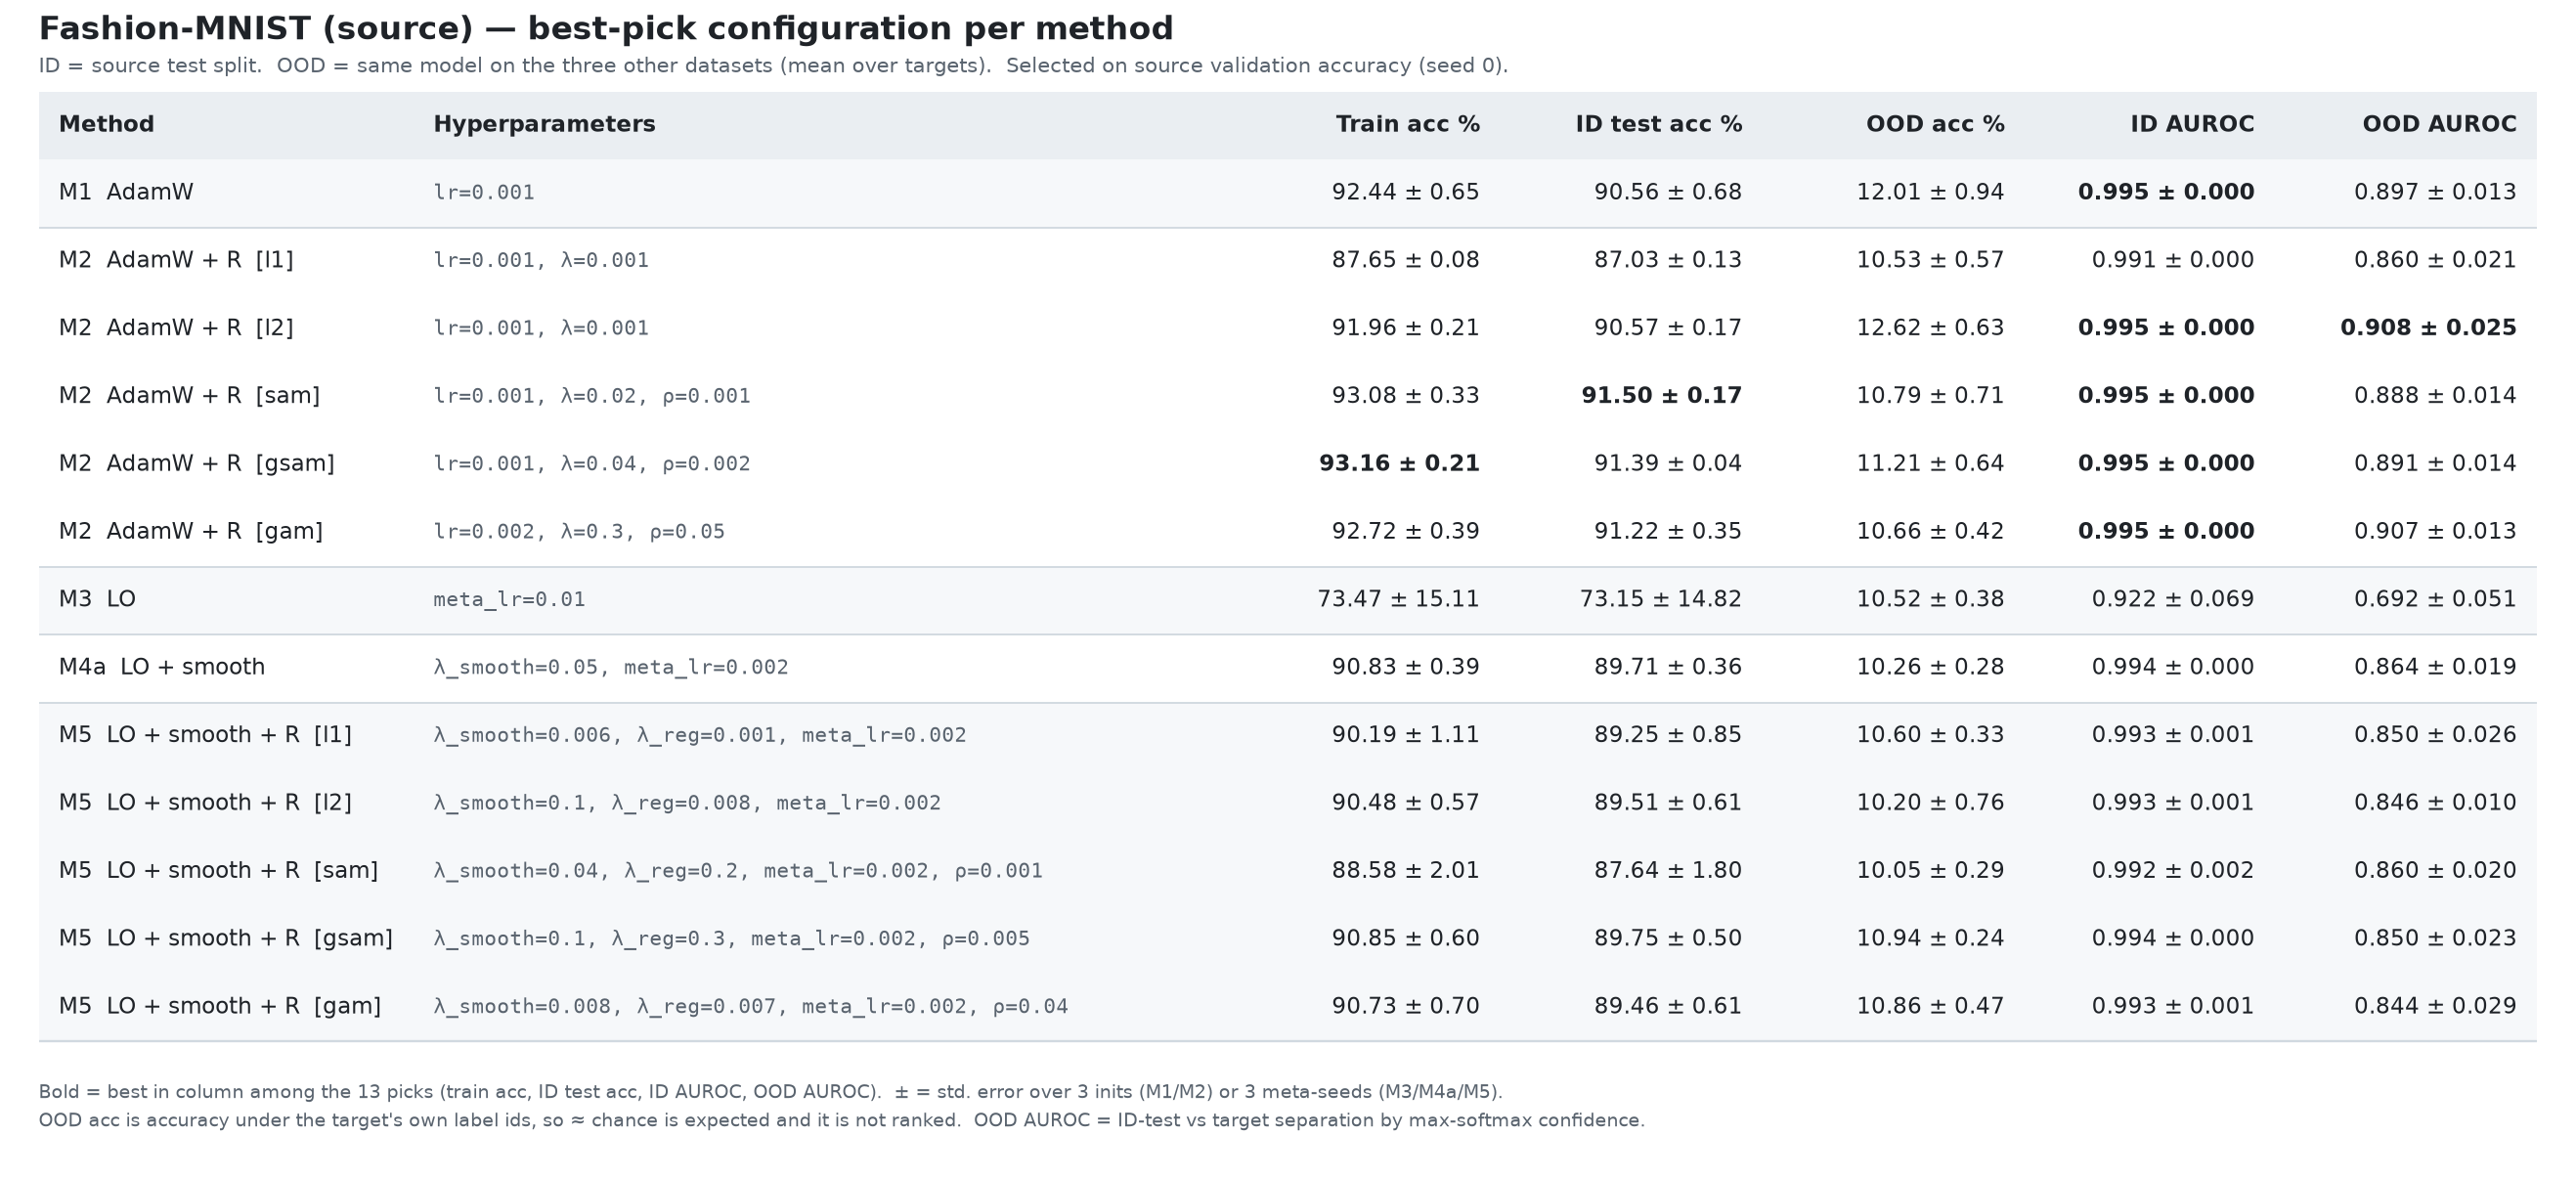 Fashion-MNIST (source) — best-pick configuration per method
ID = source test split.  OOD = same model on the three other datasets (mean over targets).  Selected on source validation accuracy (seed 0).
Method  Hyperparameters  Train acc %  ID test acc %  OOD acc %  ID AUROC  OOD AUROC
M1  AdamW  lr=0.001  92.44 ± 0.65  90.56 ± 0.68  12.01 ± 0.94  0.995 ± 0.000  0.897 ± 0.013
M2  AdamW + R  [l1]  lr=0.001, λ=0.001  87.65 ± 0.08  87.03 ± 0.13  10.53 ± 0.57  0.991 ± 0.000  0.860 ± 0.021
M2  AdamW + R  [l2]  lr=0.001, λ=0.001  91.96 ± 0.21  90.57 ± 0.17  12.62 ± 0.63  0.995 ± 0.000  0.908 ± 0.025
M2  AdamW + R  [sam]  lr=0.001, λ=0.02, ρ=0.001  93.08 ± 0.33  91.50 ± 0.17  10.79 ± 0.71  0.995 ± 0.000  0.888 ± 0.014
M2  AdamW + R  [gsam]  lr=0.001, λ=0.04, ρ=0.002  93.16 ± 0.21  91.39 ± 0.04  11.21 ± 0.64  0.995 ± 0.000  0.891 ± 0.014
M2  AdamW + R  [gam]  lr=0.002, λ=0.3, ρ=0.05  92.72 ± 0.39  91.22 ± 0.35  10.66 ± 0.42  0.995 ± 0.000  0.907 ± 0.013
M3  LO  meta_lr=0.01  73.47 ± 15.11  73.15 ± 14.82  10.52 ± 0.38  0.922 ± 0.069  0.692 ± 0.051
M4a  LO + smooth  λ_smooth=0.05, meta_lr=0.002  90.83 ± 0.39  89.71 ± 0.36  10.26 ± 0.28  0.994 ± 0.000  0.864 ± 0.019
M5  LO + smooth + R  [l1]  λ_smooth=0.006, λ_reg=0.001, meta_lr=0.002  90.19 ± 1.11  89.25 ± 0.85  10.60 ± 0.33  0.993 ± 0.001  0.850 ± 0.026
M5  LO + smooth + R  [l2]  λ_smooth=0.1, λ_reg=0.008, meta_lr=0.002  90.48 ± 0.57  89.51 ± 0.61  10.20 ± 0.76  0.993 ± 0.001  0.846 ± 0.010
M5  LO + smooth + R  [sam]  λ_smooth=0.04, λ_reg=0.2, meta_lr=0.002, ρ=0.001  88.58 ± 2.01  87.64 ± 1.80  10.05 ± 0.29  0.992 ± 0.002  0.860 ± 0.020
M5  LO + smooth + R  [gsam]  λ_smooth=0.1, λ_reg=0.3, meta_lr=0.002, ρ=0.005  90.85 ± 0.60  89.75 ± 0.50  10.94 ± 0.24  0.994 ± 0.000  0.850 ± 0.023
M5  LO + smooth + R  [gam]  λ_smooth=0.008, λ_reg=0.007, meta_lr=0.002, ρ=0.04  90.73 ± 0.70  89.46 ± 0.61  10.86 ± 0.47  0.993 ± 0.001  0.844 ± 0.029
Bold = best in column among the 13 picks (train acc, ID test acc, ID AUROC, OOD AUROC).  ± = std. error over 3 inits (M1/M2) or 3 meta-seeds (M3/M4a/M5).
OOD acc is accuracy under the target's own label ids, so ≈ chance is expected and it is not ranked.  OOD AUROC = ID-test vs target separation by max-softmax confidence.